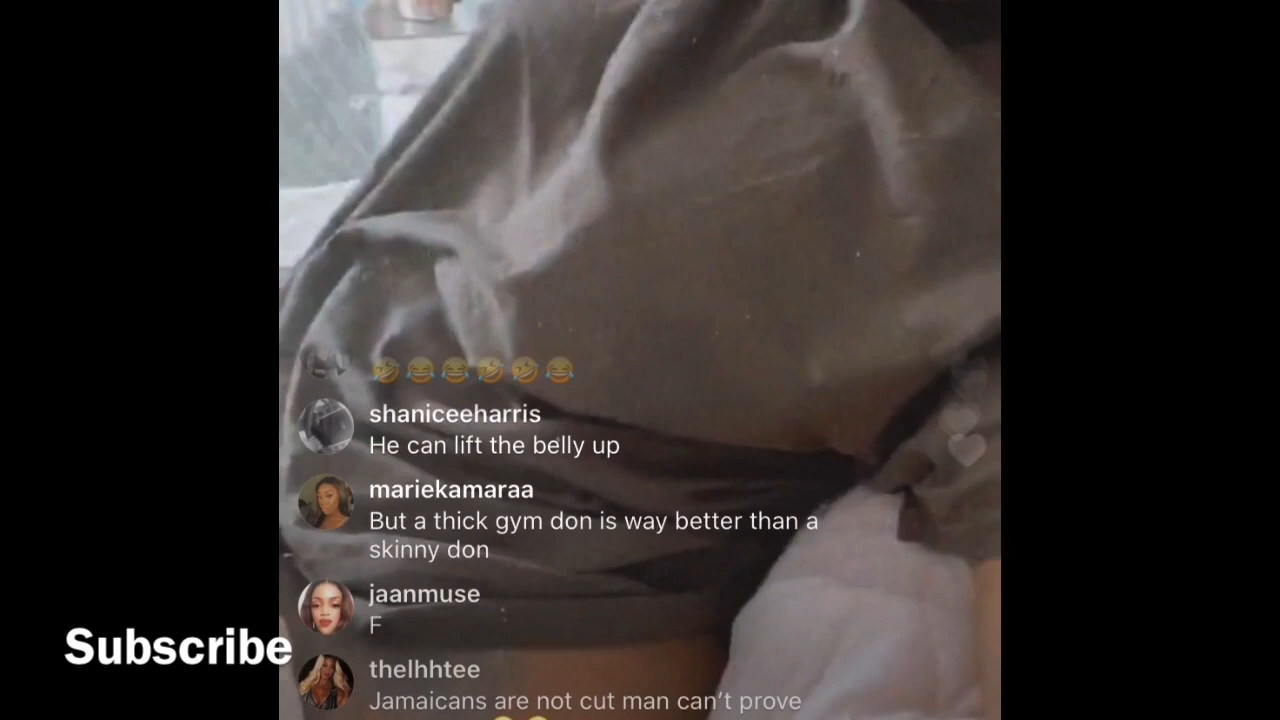 🤣😂😂🤣🤣😂
shaniceeharris
He can lift the belly up
mariekamaraa
But a thick gym don is way better than a
skinny don
jaanmuse
F
Subscribe
thelhhtee
Jamaicans are not cut man can’t prove